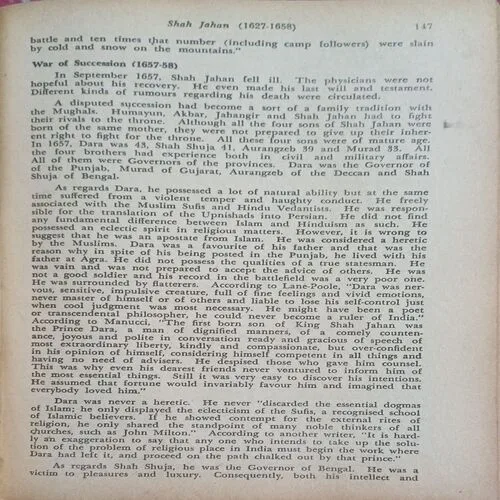 Shah Jahan (1627-1658) 147
battle and ten times that number (including camp followers) were slain
by cold and snow on the mountains."
War of Succession (1657-58)
In September 1657, Shah Jahan fell ill. The physicians were not
hopeful about his recovery. He even made his last will and testament.
Different kinds of rumours regarding his death were circulated.
A disputed succession had become a sort of a family tradition with
the Mughals. Humayun, Akbar, Jahangir and Shah Jahan had to fight
their rivals to the throne. Although all the four sons of Shah Jahan were
born of the same mother, they were not prepared to give up their inher-
ent right to fight for the throne. All these four sons were of mature age.
In 1657, Dara was 43, Shah Shuja 41, Aurangzeb 39 and Murad 33. All
the four brothers had experience both in civil and military affairs.
All of them were Governors of the provinces. Dara was the Governor of
the Punjab, Murad of Gujarat, Aurangzeb of the Deccan and Shah
Shuja of Bengal.
As regards Dara, he possessed a lot of natural ability but at the same
time suffered from a violent temper and haughty conduct. He freely
associated with the Muslim Sufis and Hindu Vedantists. He was respon-
sible for the translation of the Upnishads into Persian. He did not find
any fundamental difference between Islam and Hinduism as such. He
possessed an eclectic spirit in religious matters. However, it is wrong to
suggest that he was an apostate from Islam. He was considered a heretic
by the Muslims. Dara was a favourite of his father and that was the
reason why in spite of his being posted in the Punjab, he lived with his
father at Agra. He did not possess the qualities of a true statesman. He
was vain and was not prepared to accept the advice of others. He was
not a good soldier and his record in the battlefield was a very poor one.
He was surrounded by flatterers. According to Lane-Poole, "Dara was ner-
vous, sensitive, impulsive creature, full of fine feelings and vivid emotions,
never master of himself or of others and liable to lose his self-control just
when cool judgment was most necessary. He might have been a poet
or transcendental philosopher, he could never become a ruler of India."
According to Manucci, "The first born son of King Shah Jahan was
the Prince Dara, a man of dignified manners, of a comely counten-
ance, joyous and polite in conversation ready and gracious of speech of
most extraordinary liberty, kindly and compassionate, but over-confident
in his opinion of himself, considering himself competent in all things and
having no need of advisers. He despised those who gave him counsel.
This was why even his dearest friends never ventured to inform him of
the most essential things. Still it was very easy to discover his intentions.
He assumed that fortune would invariably favour him and imagined that
everybody loved him."
Dara was never a heretic. He never "discarded the essential dogmas
of Islam; he only displayed the eclecticism of the Sufis, a recognised school
of Islamic believers. If he showed contempt for the external rites of
religion, he only shared the standpoint of many noble thinkers of all
churches, such as John Milton." According to another writer, "It is hard-
ly an exaggeration to say that any one who intends to take up the solu-
tion of the problem of religious place in India must begin the work where
Dara had left it, and proceed on the path chalked out by that prince."
As regards Shah Shuja, he was the Governor of Bengal. He was a
victim to pleasures and luxury. Consequently, both his intellect and